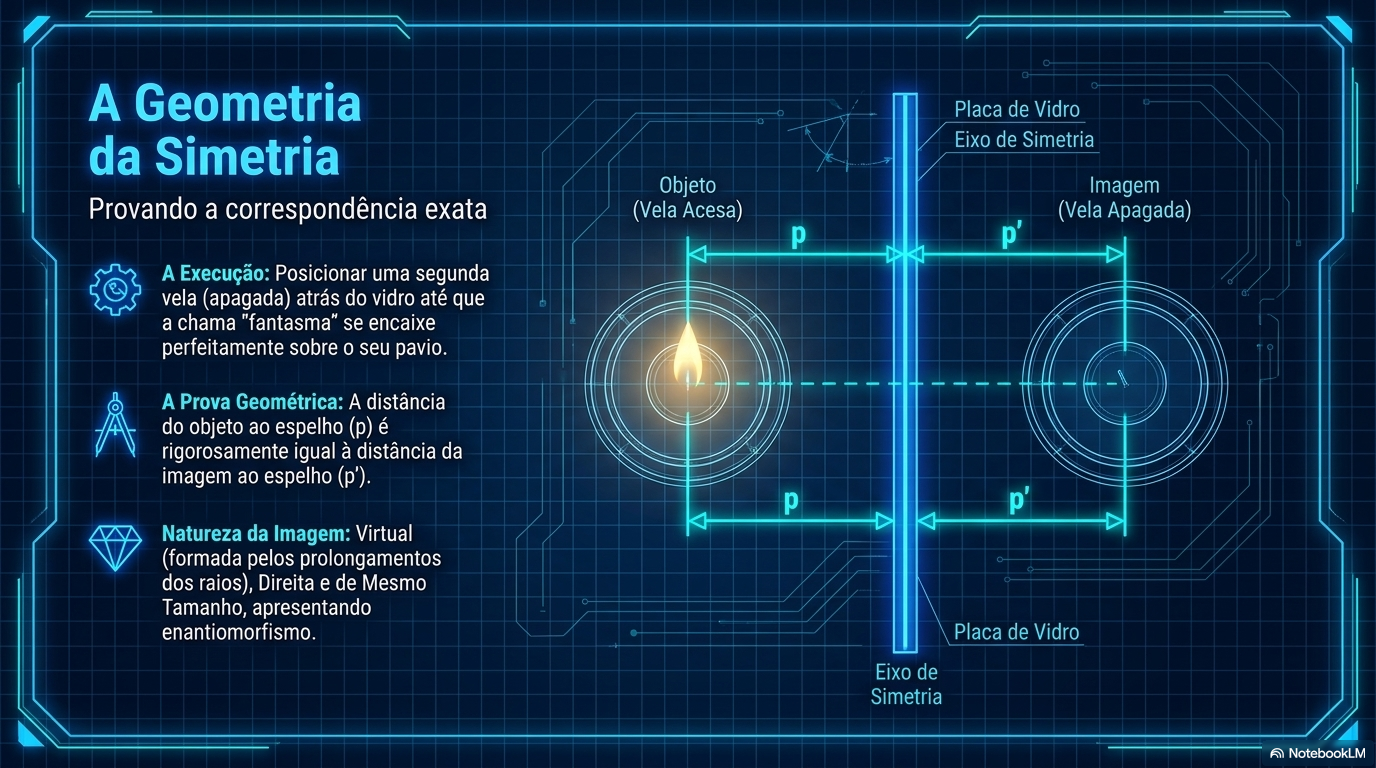 A Geometria
da Simetria
Provando a correspondência exata
A Execução: Posicionar uma segunda
vela (apagada) atrás do vidro até que
a chama "fantasma" se encaixe
perfeitamente sobre o seu pavio.
A Prova Geométrica: A distância
do objeto ao espelho (p) é
rigorosamente igual à distância da
imagem ao espelho (p').
Natureza da Imagem: Virtual
(formada pelos prolongamentos
dos raios), Direita e de Mesmo
Tamanho, apresentando
enantiomorfismo.
Placa de Vidro
Eixo de Simetria
Objeto
(Vela Acesa)
Imagem
(Vela Apagada)
p
p'
p
p'
Placa de Vidro
Eixo de
Simetria
NotebookLM